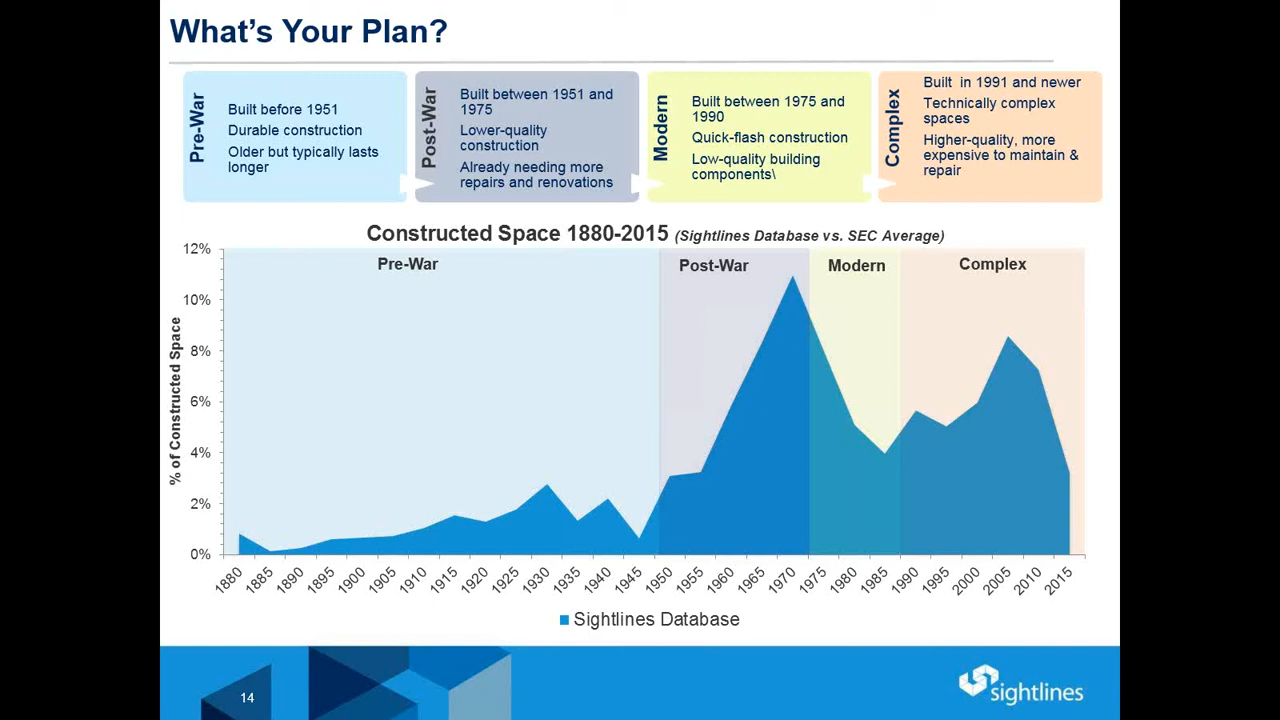 What's Your Plan?
Pre-War
Built before 1951
Durable construction
Older but typically lasts
longer
Post-War
Built between 1951 and
1975
Lower-quality
construction
Already needing more
repairs and renovations
Modern
Built between 1975 and
1990
Quick-flash construction
Low-quality building
components\
Complex
Built  in 1991 and newer
Technically complex
spaces
Higher-quality, more
expensive to maintain &
repair
Constructed Space 1880-2015 (Sightlines Database vs. SEC Average)
Pre-War
Post-War
Modern
Complex
% of Constructed Space
12%
10%
8%
6%
4%
2%
0%
1880 1885 1890 1895 1900 1905 1910 1915 1920 1925 1930 1935 1940 1945 1950 1955 1960 1965 1970 1975 1980 1985 1990 1995 2000 2005 2010 2015
Sightlines Database
14
sightlines